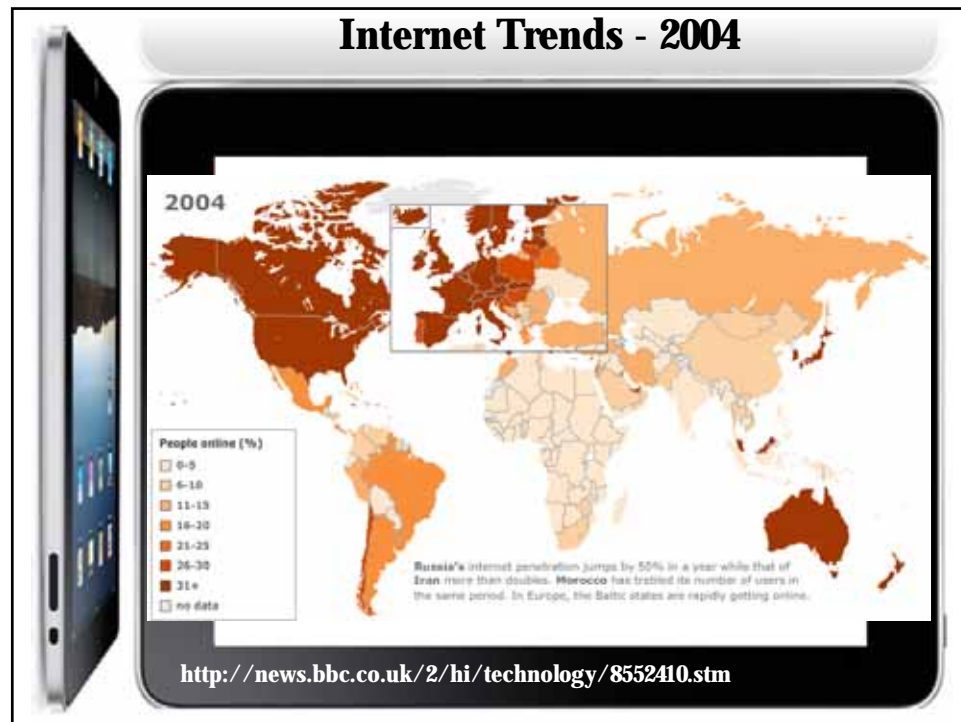 Internet Trends - 2004
2004
People online (%)
0-5
6-10
11-15
16-20
21-25
26-30
31+
no data
Russia's internet penetration jumps by 50% in a year while that of
Iran more than doubles. Morocco has trebled its number of users in
the same period. In Europe, the Baltic states are rapidly getting online.
http://news.bbc.co.uk/2/hi/technology/8552410.stm